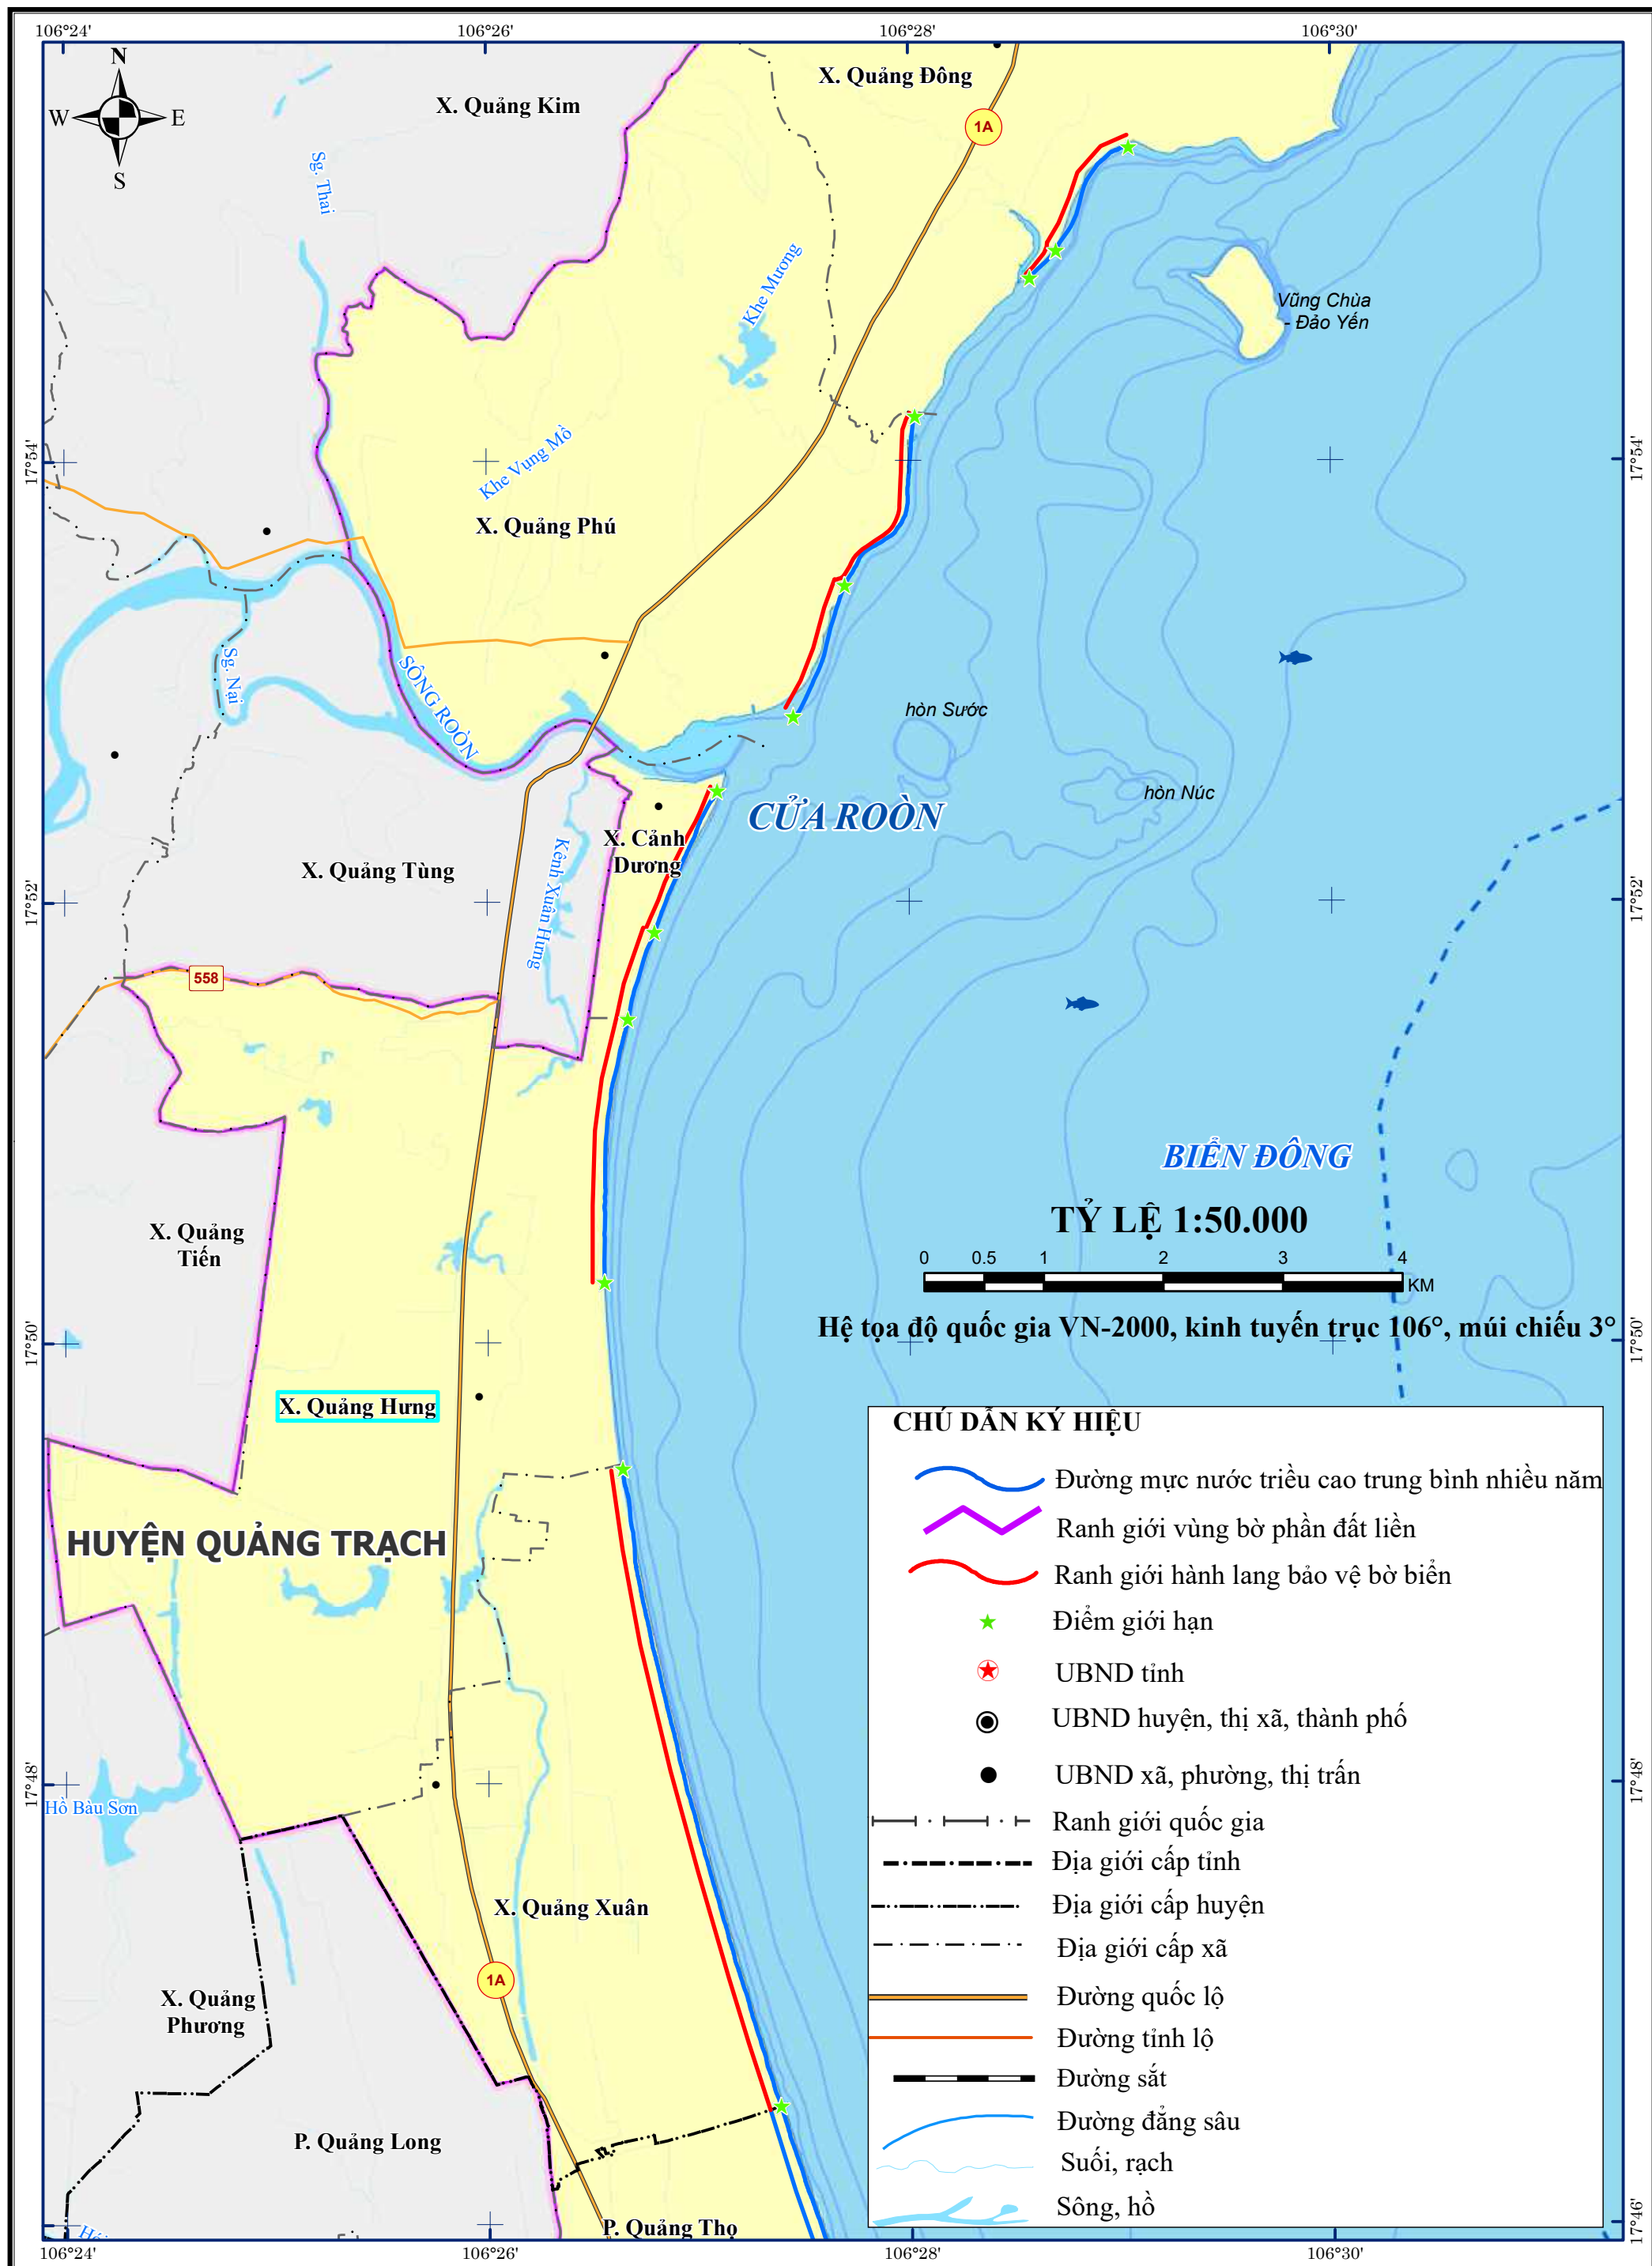 106°24'
106°26'
106°28'
106°30'
N
W
E
S
X. Quảng Đông
X. Quảng Kim
1A
Sg. Thai
Khe Mương
Vũng Chùa
- Đảo Yến
17°54'
17°54'
Khe Vụng Mồ
X. Quảng Phú
Sg. Nại
SÔNG ROÒN
hòn Sước
hòn Núc
CỬA ROÒN
X. Cảnh
Dương
X. Quảng Tùng
Kênh Xuân Hưng
17°52'
17°52'
558
BIỂN ĐÔNG
X. Quảng
Tiến
TỶ LỆ 1:50.000
0 0.5 1 2 3 4
KM
Hệ tọa độ quốc gia VN-2000, kinh tuyến trục 106°, múi chiếu 3°
17°50'
17°50'
X. Quảng Hưng
HUYỆN QUẢNG TRẠCH
CHÚ DẪN KÝ HIỆU
Đường mực nước triều cao trung bình nhiều năm
Ranh giới vùng bờ phần đất liền
Ranh giới hành lang bảo vệ bờ biển
Điểm giới hạn
UBND tỉnh
UBND huyện, thị xã, thành phố
UBND xã, phường, thị trấn
Ranh giới quốc gia
Địa giới cấp tỉnh
Địa giới cấp huyện
Địa giới cấp xã
Đường quốc lộ
Đường tỉnh lộ
Đường sắt
Đường đẳng sâu
Suối, rạch
Sông, hồ
17°48'
17°48'
Hồ Bàu Sơn
X. Quảng Xuân
1A
X. Quảng
Phương
P. Quảng Long
P. Quảng Thọ
17°46'
106°24'
106°26'
106°28'
106°30'